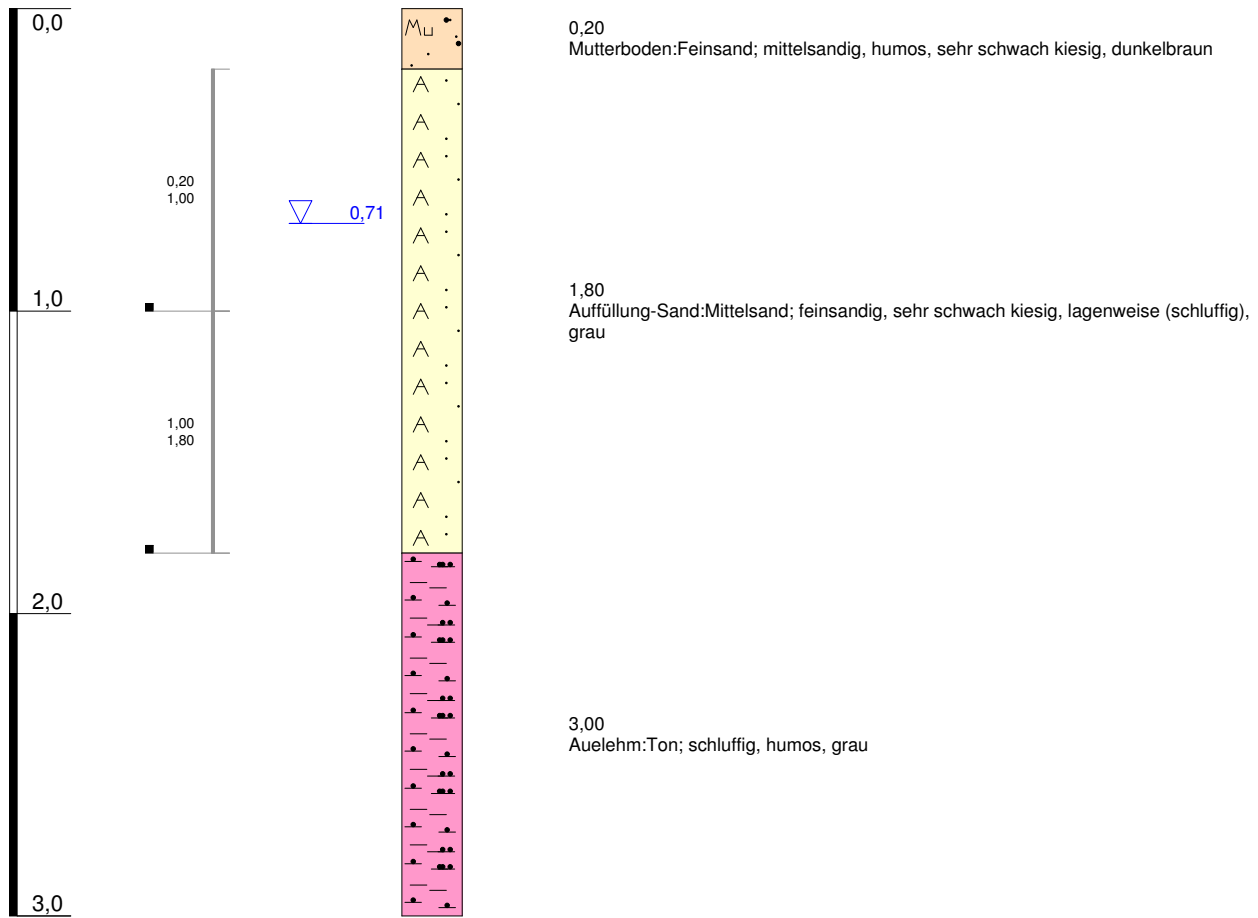 0,0
Mu
0,20
Mutterboden:Feinsand; mittelsandig, humos, sehr schwach kiesig, dunkelbraun
A
A
A
0,20
1,00
A
0,71
A
A
1,0
A
1,80
Auffüllung-Sand:Mittelsand; feinsandig, sehr schwach kiesig, lagenweise (schluffig),
grau
A
A
A
1,00
1,80
A
A
A
2,0
3,00
Auelehm:Ton; schluffig, humos, grau
3,0